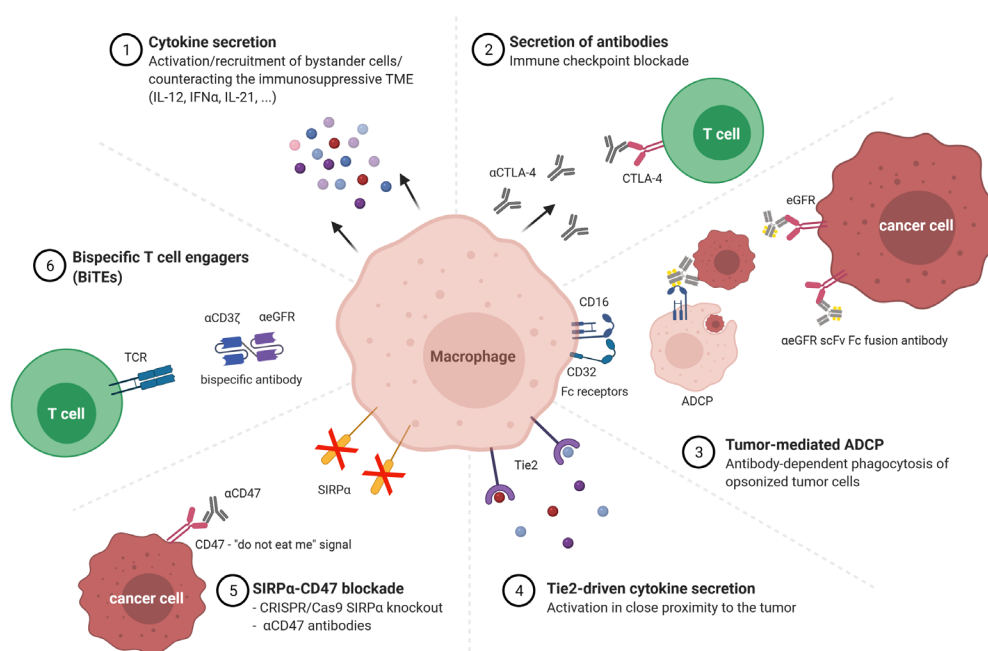 1
Cytokine secretion
Activation/recruitment of bystander cells/
counteracting the immunosuppressive TME
(IL-12, IFNα, IL-21, ...)
2
Secretion of antibodies
Immune checkpoint blockade
T cell
αCTLA-4
CTLA-4
eGFR
cancer cell
αeGFR scFv Fc fusion antibody
CD16
CD32
Fc receptors
ADCP
3
Tumor-mediated ADCP
Antibody-dependent phagocytosis of
opsonized tumor cells
Macrophage
6
Bispecific T cell engagers
(BiTEs)
αCD3ζ
αeGFR
TCR
bispecific antibody
T cell
SIRPα
Tie2
αCD47
CD47 - "do not eat me" signal
cancer cell
5
SIRPα-CD47 blockade
- CRISPR/Cas9 SIRPα knockout
- αCD47 antibodies
4
Tie2-driven cytokine secretion
Activation in close proximity to the tumor